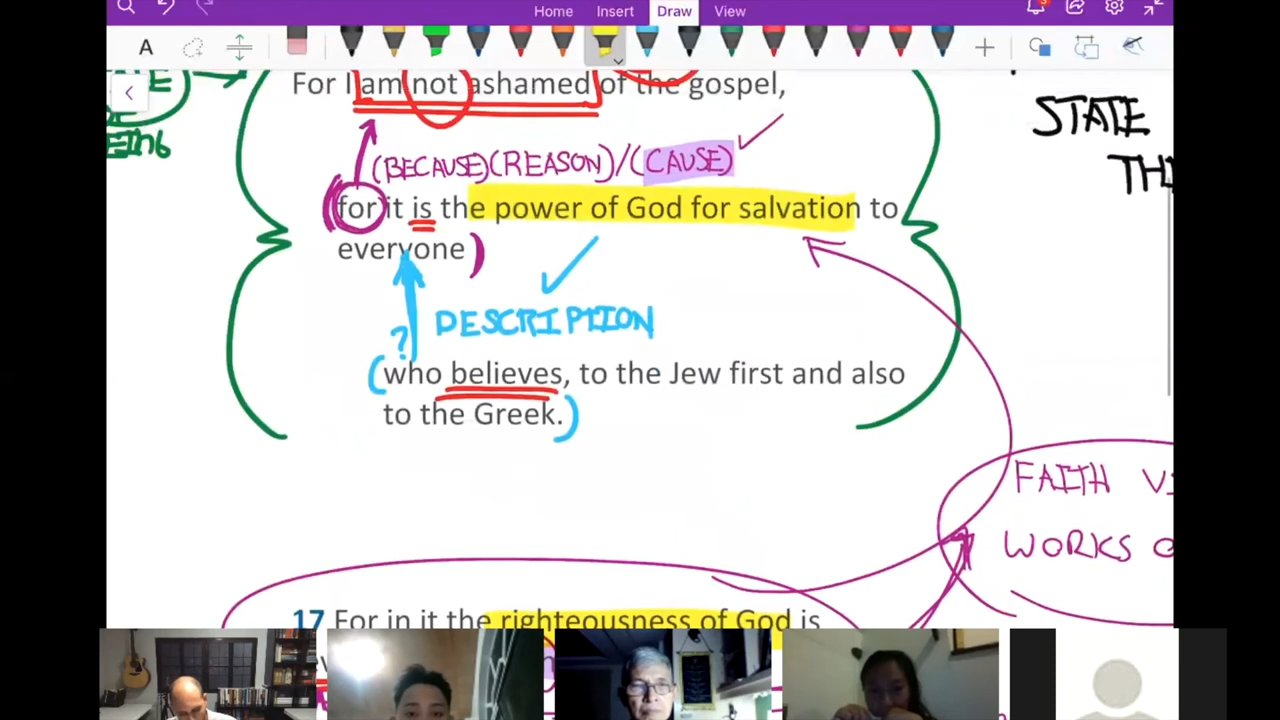 Home Insert Draw View
A
For I am not ashamed of the gospel,
STATE
(BECAUSE)(REASON)/(CAUSE)
for it is the power of God for salvation to
everyone)
DESCRIPTION
?
(who believes, to the Jew first and also
to the Greek.)
FAITH
WORKS
17 For in it the righteousness of God is